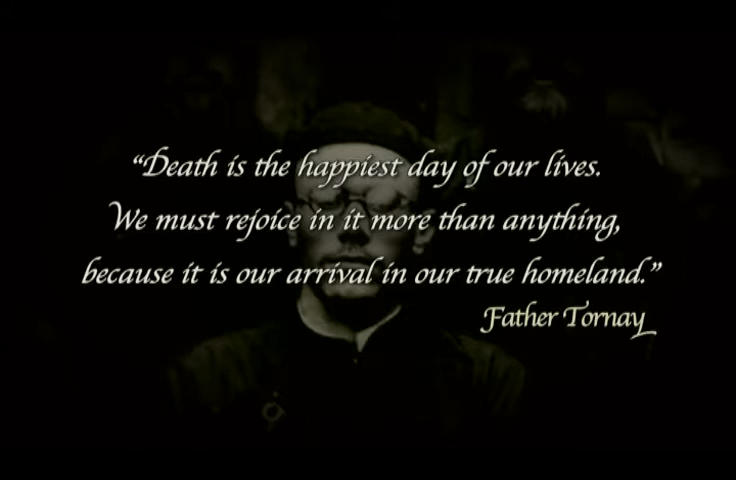 “Death is the happiest day of our lives.
We must rejoice in it more than anything,
because it is our arrival in our true homeland.”
Father Tornay